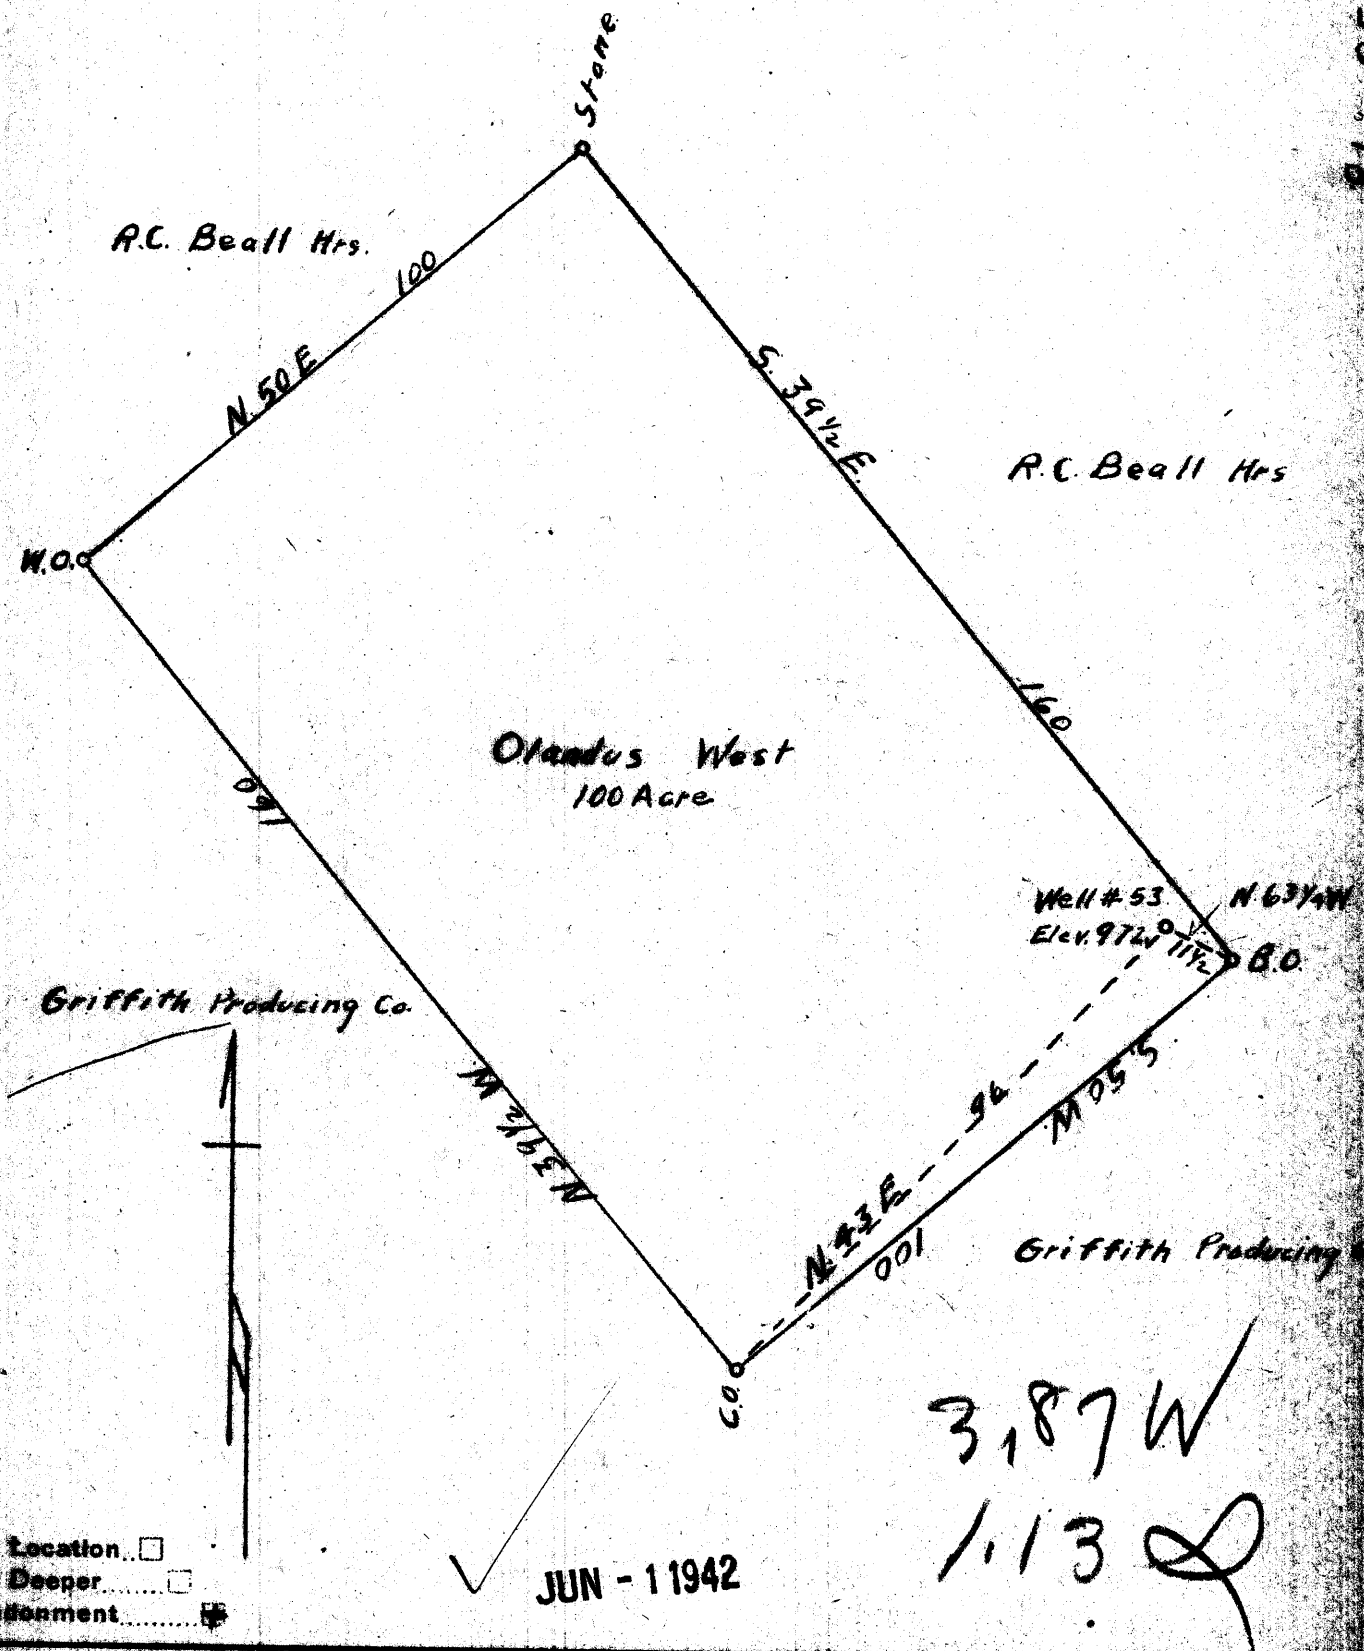 Stone
R.C. Beall Hrs.
100
N. 50 E
S. 39½ E.
R.C. Beall Hrs
W.O.
160
Olandus West
100 Acre
160
Well # 53
N 63¼ W
Elev. 972
11½
B.O.
Griffith Producing Co.
S. 50 W.
N 39½ W.
96
N. 43 E
100
Griffith Producing
C.O.
3,87 W
1.13
Location
Deeper
donment
JUN - 1 1942